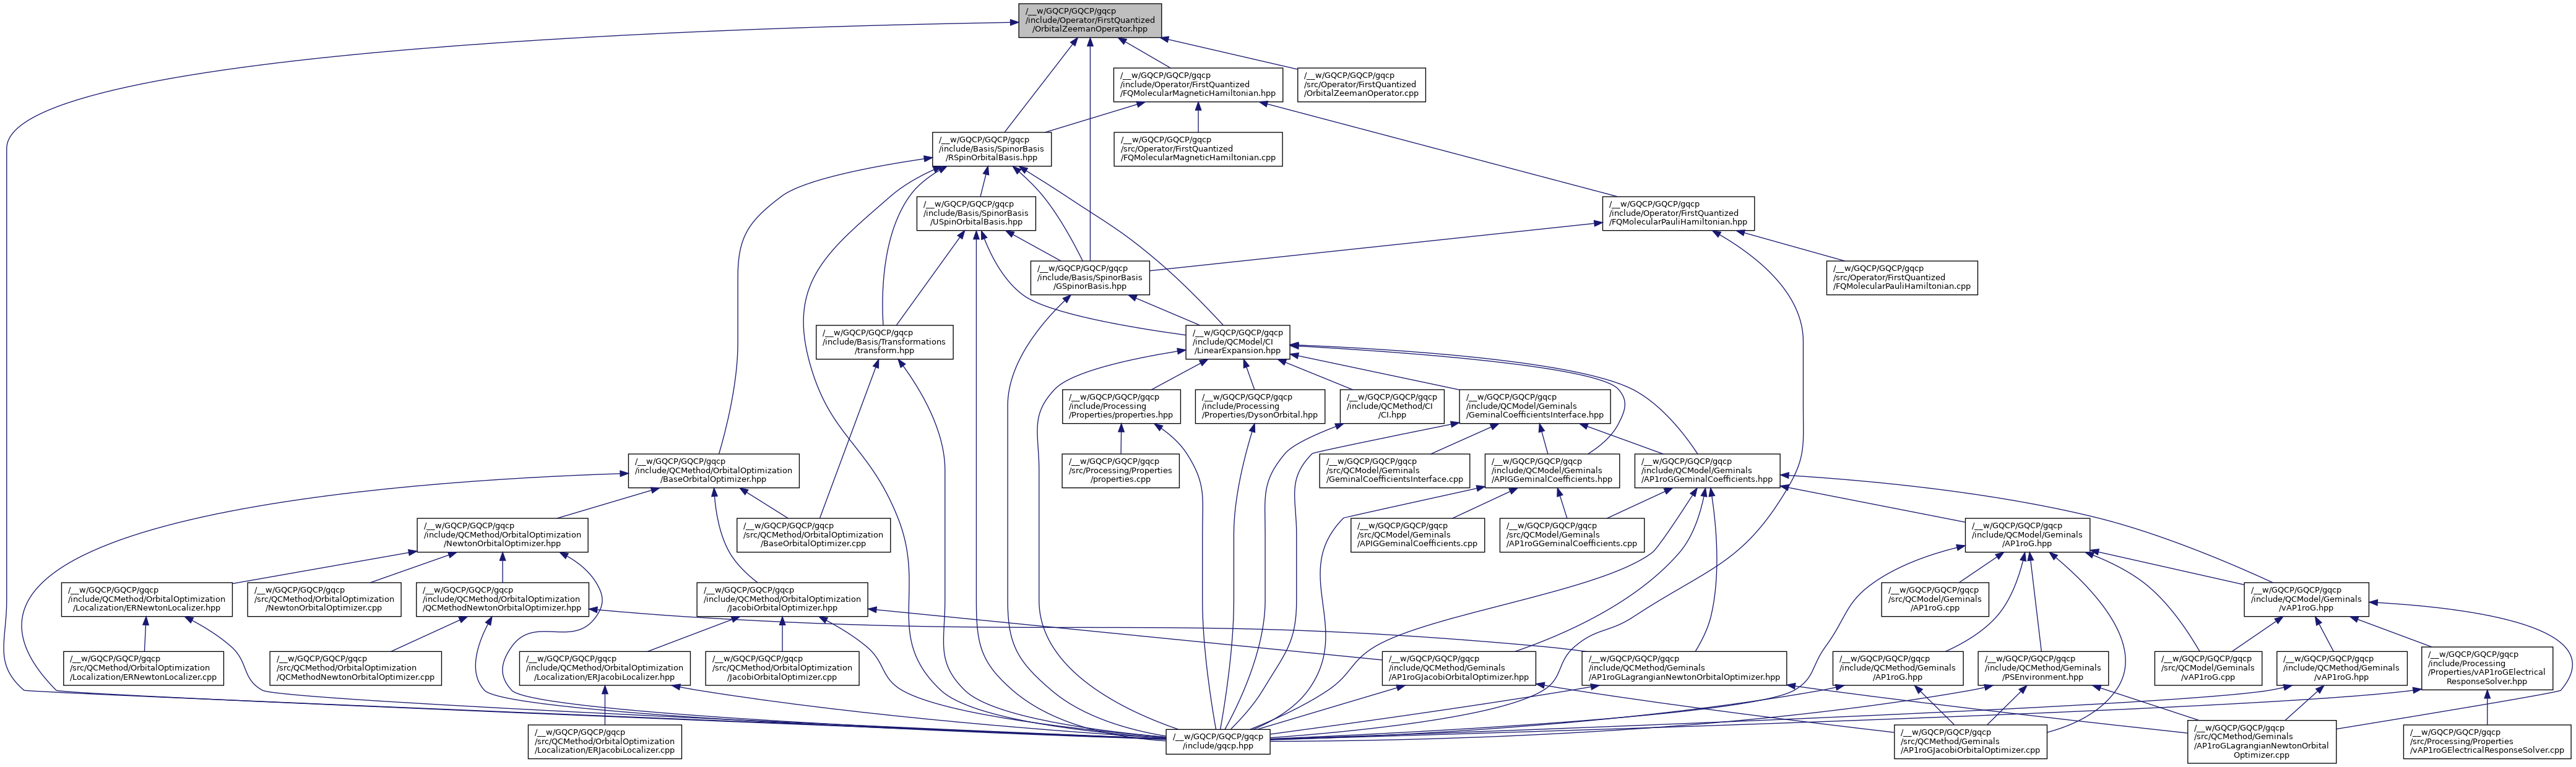 /__w/GQCP/GQCP/gqcp
/include/Operator/FirstQuantized
/OrbitalZeemanOperator.hpp
/__w/GQCP/GQCP/gqcp
/include/Operator/FirstQuantized
/FQMolecularMagneticHamiltonian.hpp
/__w/GQCP/GQCP/gqcp
/src/Operator/FirstQuantized
/OrbitalZeemanOperator.cpp
/__w/GQCP/GQCP/gqcp
/include/Basis/SpinorBasis
/RSpinOrbitalBasis.hpp
/__w/GQCP/GQCP/gqcp
/src/Operator/FirstQuantized
/FQMolecularMagneticHamiltonian.cpp
/__w/GQCP/GQCP/gqcp
/include/Basis/SpinorBasis
/USpinOrbitalBasis.hpp
/__w/GQCP/GQCP/gqcp
/include/Operator/FirstQuantized
/FQMolecularPauliHamiltonian.hpp
/__w/GQCP/GQCP/gqcp
/include/Basis/SpinorBasis
/GSpinorBasis.hpp
/__w/GQCP/GQCP/gqcp
/src/Operator/FirstQuantized
/FQMolecularPauliHamiltonian.cpp
/__w/GQCP/GQCP/gqcp
/include/Basis/Transformations
/transform.hpp
/__w/GQCP/GQCP/gqcp
/include/QCModel/CI
/LinearExpansion.hpp
/__w/GQCP/GQCP/gqcp
/include/Processing
/Properties/properties.hpp
/__w/GQCP/GQCP/gqcp
/include/Processing
/Properties/DysonOrbital.hpp
/__w/GQCP/GQCP/gqcp
/include/QCMethod/CI
/CI.hpp
/__w/GQCP/GQCP/gqcp
/include/QCModel/Geminals
/GeminalCoefficientsInterface.hpp
/__w/GQCP/GQCP/gqcp
/include/QCMethod/OrbitalOptimization
/BaseOrbitalOptimizer.hpp
/__w/GQCP/GQCP/gqcp
/src/Processing/Properties
/properties.cpp
/__w/GQCP/GQCP/gqcp
/src/QCModel/Geminals
/GeminalCoefficientsInterface.cpp
/__w/GQCP/GQCP/gqcp
/include/QCModel/Geminals
/APIGGeminalCoefficients.hpp
/__w/GQCP/GQCP/gqcp
/include/QCModel/Geminals
/AP1roGGeminalCoefficients.hpp
/__w/GQCP/GQCP/gqcp
/include/QCMethod/OrbitalOptimization
/NewtonOrbitalOptimizer.hpp
/__w/GQCP/GQCP/gqcp
/src/QCMethod/OrbitalOptimization
/BaseOrbitalOptimizer.cpp
/__w/GQCP/GQCP/gqcp
/src/QCModel/Geminals
/APIGGeminalCoefficients.cpp
/__w/GQCP/GQCP/gqcp
/src/QCModel/Geminals
/AP1roGGeminalCoefficients.cpp
/__w/GQCP/GQCP/gqcp
/include/QCModel/Geminals
/AP1roG.hpp
/__w/GQCP/GQCP/gqcp
/include/QCMethod/OrbitalOptimization
/Localization/ERNewtonLocalizer.hpp
/__w/GQCP/GQCP/gqcp
/src/QCMethod/OrbitalOptimization
/NewtonOrbitalOptimizer.cpp
/__w/GQCP/GQCP/gqcp
/include/QCMethod/OrbitalOptimization
/QCMethodNewtonOrbitalOptimizer.hpp
/__w/GQCP/GQCP/gqcp
/include/QCMethod/OrbitalOptimization
/JacobiOrbitalOptimizer.hpp
/__w/GQCP/GQCP/gqcp
/src/QCModel/Geminals
/AP1roG.cpp
/__w/GQCP/GQCP/gqcp
/include/QCModel/Geminals
/vAP1roG.hpp
/__w/GQCP/GQCP/gqcp
/src/QCMethod/OrbitalOptimization
/Localization/ERNewtonLocalizer.cpp
/__w/GQCP/GQCP/gqcp
/src/QCMethod/OrbitalOptimization
/QCMethodNewtonOrbitalOptimizer.cpp
/__w/GQCP/GQCP/gqcp
/include/QCMethod/OrbitalOptimization
/Localization/ERJacobiLocalizer.hpp
/__w/GQCP/GQCP/gqcp
/src/QCMethod/OrbitalOptimization
/JacobiOrbitalOptimizer.cpp
/__w/GQCP/GQCP/gqcp
/include/QCMethod/Geminals
/AP1roGJacobiOrbitalOptimizer.hpp
/__w/GQCP/GQCP/gqcp
/include/QCMethod/Geminals
/AP1roGLagrangianNewtonOrbitalOptimizer.hpp
/__w/GQCP/GQCP/gqcp
/include/QCMethod/Geminals
/AP1roG.hpp
/__w/GQCP/GQCP/gqcp
/include/QCMethod/Geminals
/PSEnvironment.hpp
/__w/GQCP/GQCP/gqcp
/src/QCModel/Geminals
/vAP1roG.cpp
/__w/GQCP/GQCP/gqcp
/include/QCMethod/Geminals
/vAP1roG.hpp
/__w/GQCP/GQCP/gqcp
/include/Processing
/Properties/vAP1roGElectrical
ResponseSolver.hpp
/__w/GQCP/GQCP/gqcp
/src/QCMethod/OrbitalOptimization
/Localization/ERJacobiLocalizer.cpp
/__w/GQCP/GQCP/gqcp
/include/gqcp.hpp
/__w/GQCP/GQCP/gqcp
/src/QCMethod/Geminals
/AP1roGJacobiOrbitalOptimizer.cpp
/__w/GQCP/GQCP/gqcp
/src/QCMethod/Geminals
/AP1roGLagrangianNewtonOrbital
Optimizer.cpp
/__w/GQCP/GQCP/gqcp
/src/Processing/Properties
/vAP1roGElectricalResponseSolver.cpp